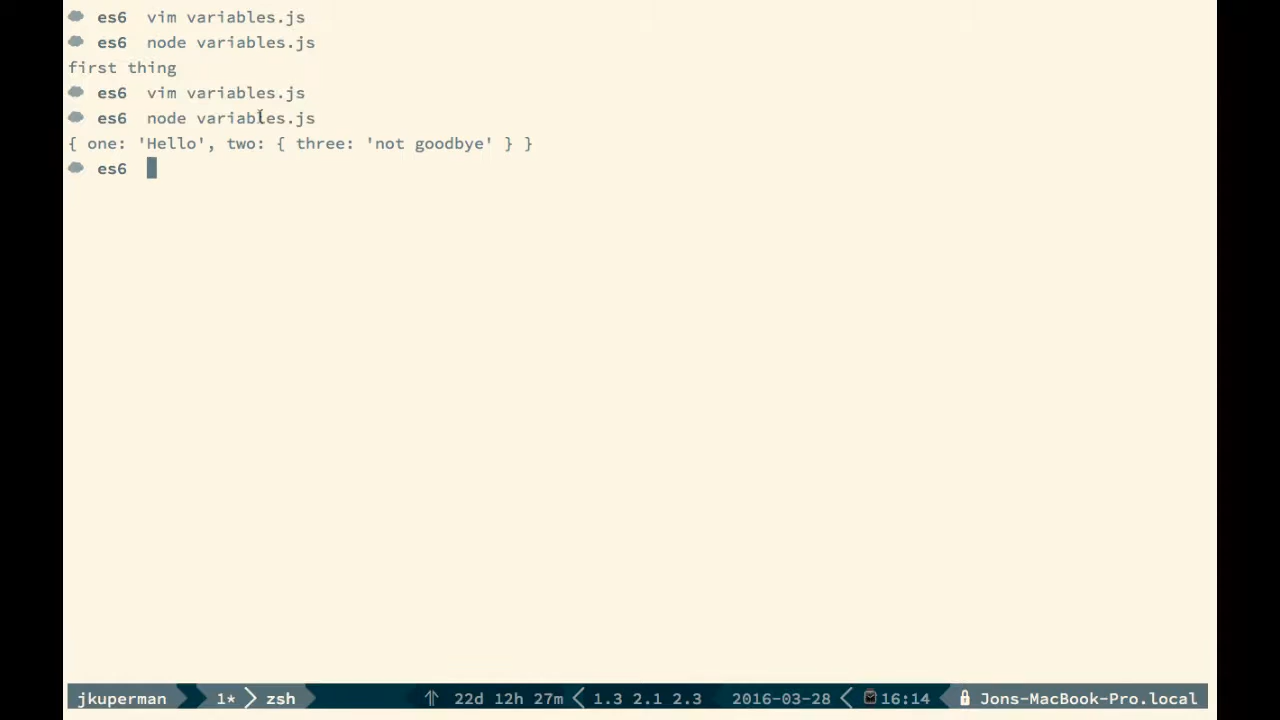 es6 vim variables.js
es6 node variables.js
first thing
es6 vim variables.js
es6 node variables.js
{ one: 'Hello', two: { three: 'not goodbye' } }
es6
jkuperman 1* zsh 22d 12h 27m 1.3 2.1 2.3 2016-03-28 16:14 Jons-MacBook-Pro.local